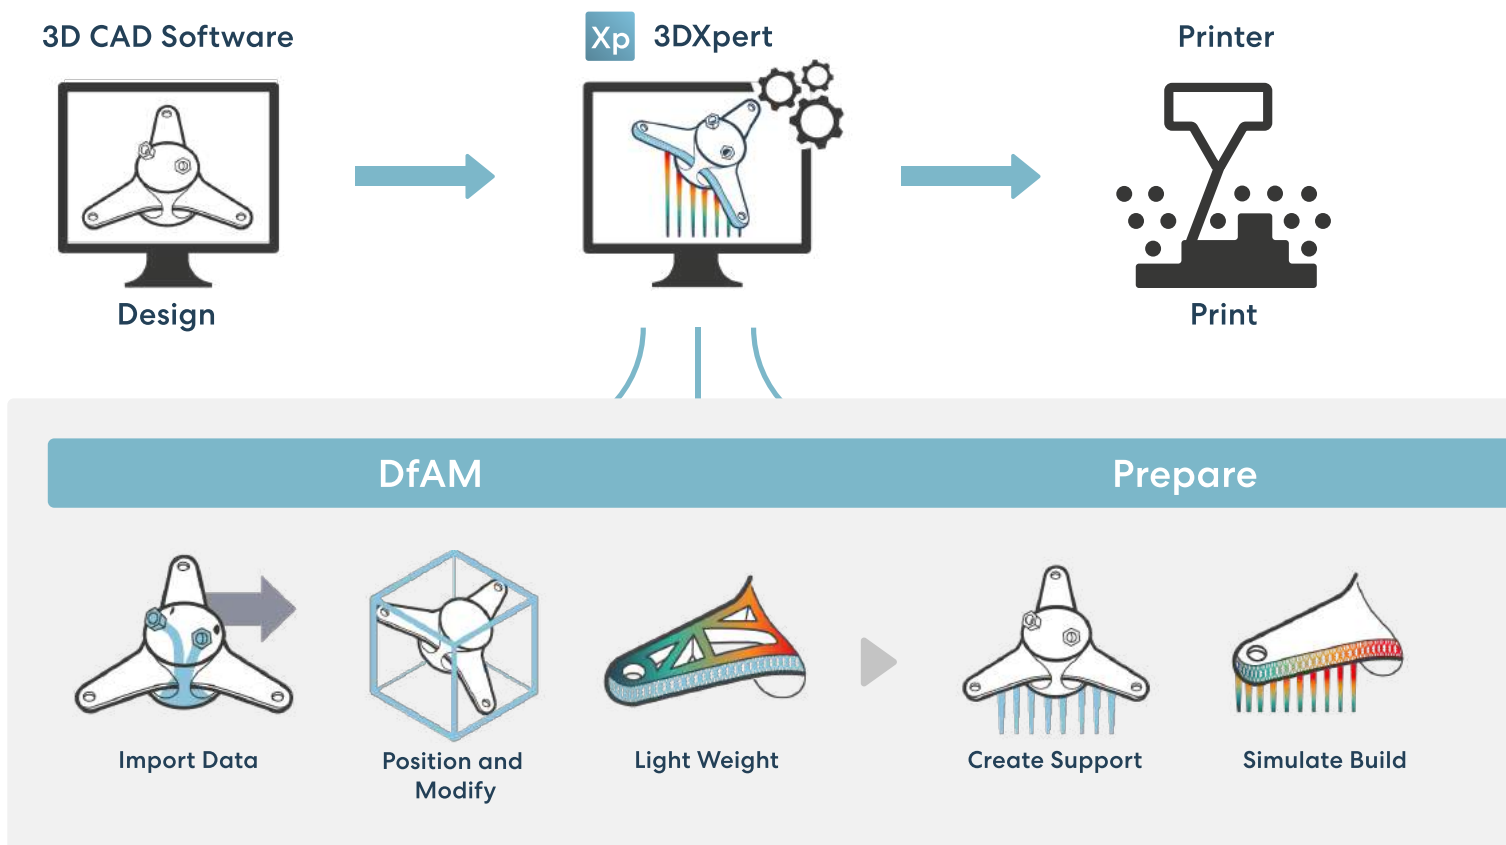 3D CAD Software
Xp 3DXpert
Printer
Design
Print
DfAM
Prepare
Import Data
Position and
Modify
Light Weight
Create Support
Simulate Build